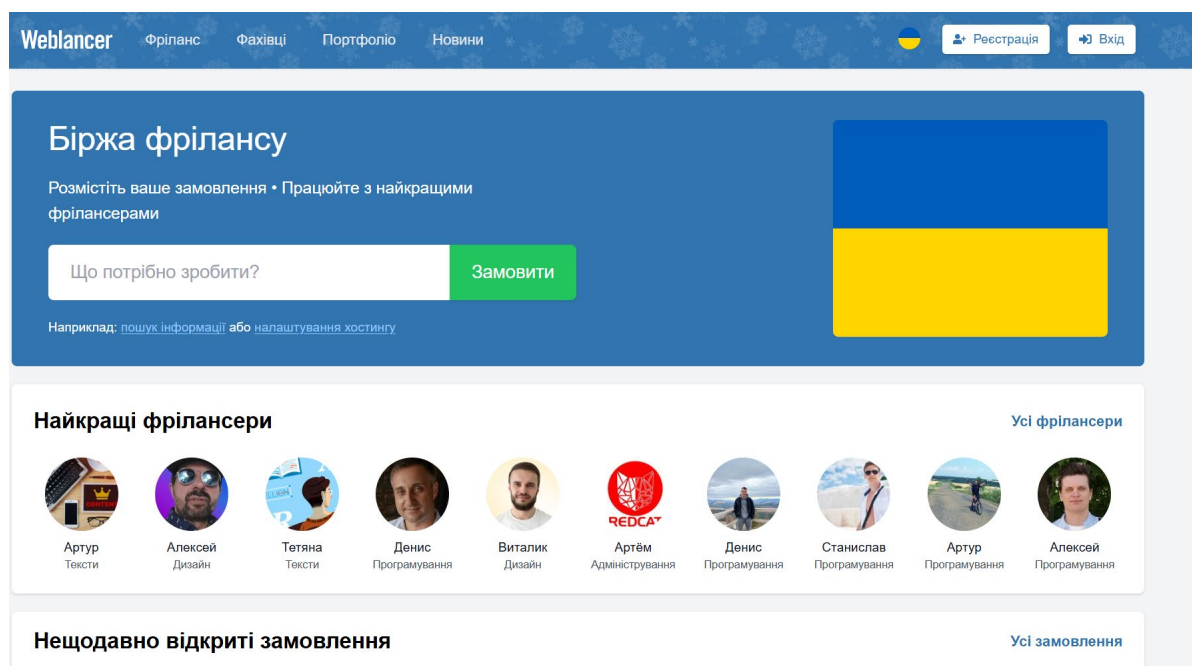 Weblancer Фріланс Фахівці Портфоліо Новини Реєстрація Вхід
Біржа фрілансу
Розмістіть ваше замовлення • Працюйте з найкращими
фрілансерами
Що потрібно зробити? Замовити
Наприклад: пошук інформації або налаштування хостингу
Найкращі фрілансери Усі фрілансери
REDCAT
Артур Алексей Тетяна Денис Виталик Артём Денис Станислав Артур Алексей
Тексти Дизайн Тексти Програмування Дизайн Адміністрування Програмування Програмування Програмування Програмування
Нещодавно відкриті замовлення Усі замовлення